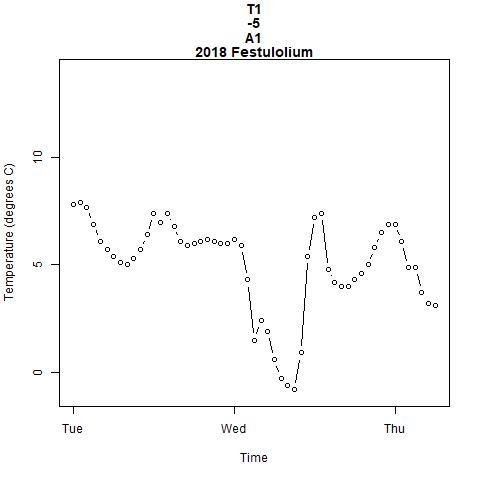 T1
-5
A1
2018 Festulolium
Temperature (degrees C)
10
5
0
Tue Wed Thu
Time